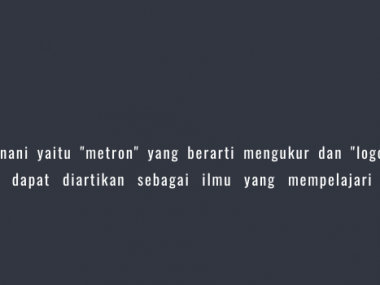 nani yaitu "metron" yang berarti mengukur dan "logo
dapat diartikan sebagai ilmu yang mempelajari